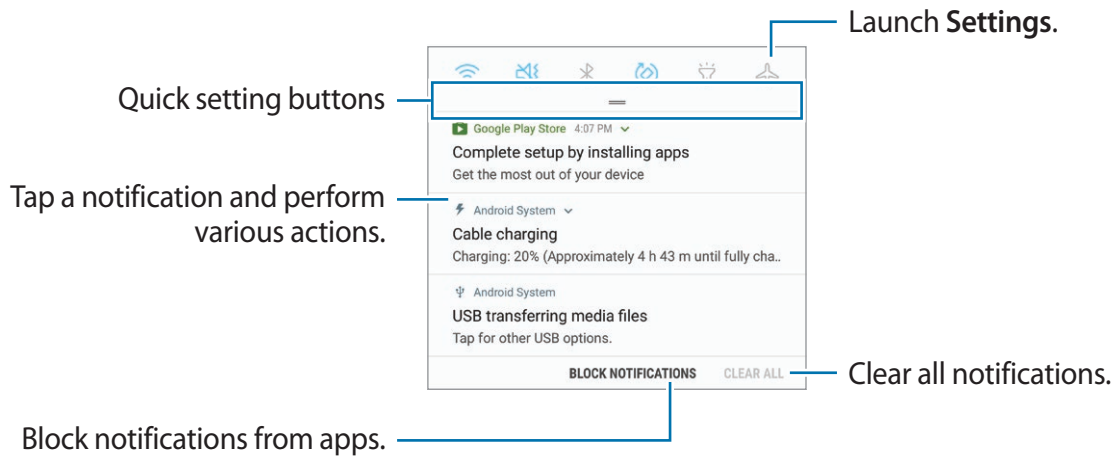 Launch Settings.
Quick setting buttons
Google Play Store 4:07 PM
Complete setup by installing apps
Get the most out of your device
Tap a notification and perform
various actions.
Android System
Cable charging
Charging: 20% (Approximately 4 h 43 m until fully cha..
Android System
USB transferring media files
Tap for other USB options.
BLOCK NOTIFICATIONS CLEAR ALL
Clear all notifications.
Block notifications from apps.